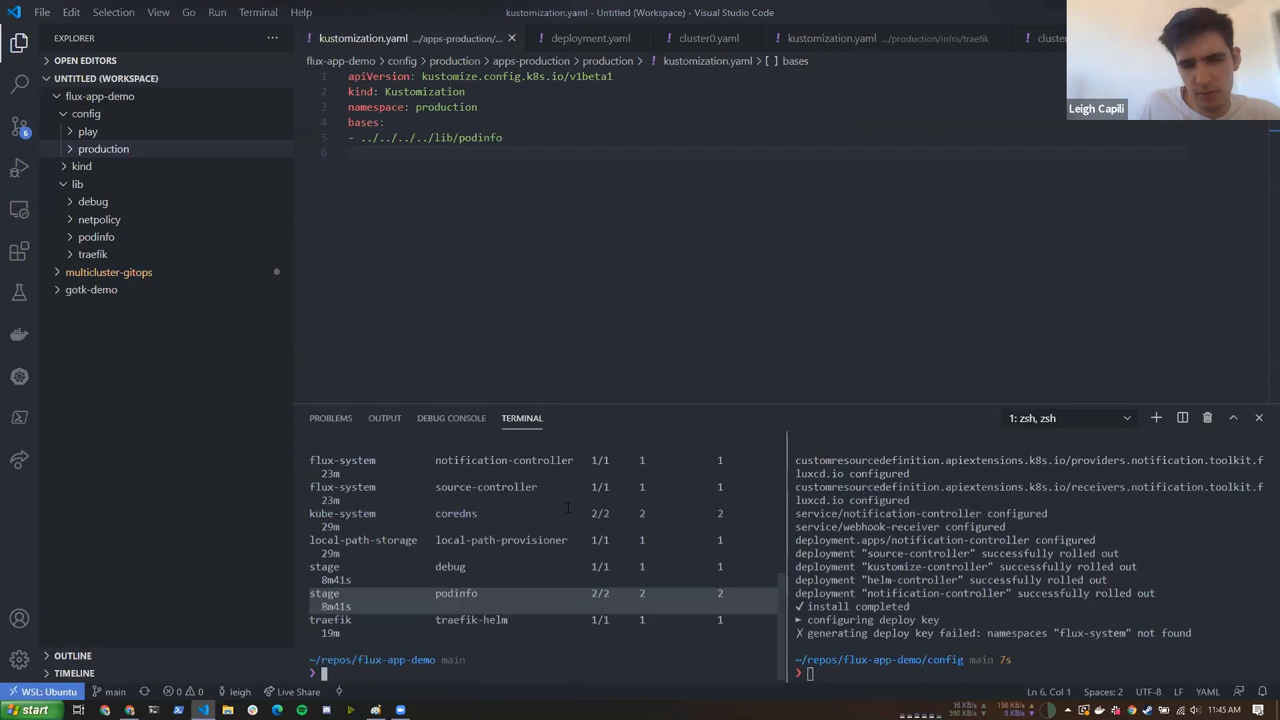 File Edit Selection View Go Run Terminal Help
kustomization.yaml - Untitled (Workspace) - Visual Studio Code
Leigh Capili
EXPLORER
OPEN EDITORS
UNTITLED (WORKSPACE)
flux-app-demo
config
play
production
kind
lib
debug
netpolicy
podinfo
traefik
multicluster-gitops
gotk-demo
OUTLINE
TIMELINE
6
! kustomization.yaml .../apps-production/... ! deployment.yaml ! cluster0.yaml ! kustomization.yaml .../production/infra/traefik ! cluste
flux-app-demo > config > production > apps-production > production > ! kustomization.yaml > [ ] bases
1 apiVersion: kustomize.config.k8s.io/v1beta1
2 kind: Kustomization
3 namespace: production
4 bases:
5 - ../../../../lib/podinfo
6
PROBLEMS OUTPUT DEBUG CONSOLE TERMINAL
1: zsh, zsh
flux-system notification-controller 1/1 1 1
23m
flux-system source-controller 1/1 1 1
23m
kube-system coredns 2/2 2 2
29m
local-path-storage local-path-provisioner 1/1 1 1
29m
stage debug 1/1 1 1
8m41s
stage podinfo 2/2 2 2
8m41s
traefik traefik-helm 1/1 1 1
19m
~/repos/flux-app-demo main
❯
customresourcedefinition.apiextensions.k8s.io/providers.notification.toolkit.f
luxcd.io configured
customresourcedefinition.apiextensions.k8s.io/receivers.notification.toolkit.f
luxcd.io configured
service/notification-controller configured
service/webhook-receiver configured
deployment.apps/notification-controller configured
deployment "source-controller" successfully rolled out
deployment "kustomize-controller" successfully rolled out
deployment "helm-controller" successfully rolled out
deployment "notification-controller" successfully rolled out
✓ install completed
► configuring deploy key
✗ generating deploy key failed: namespaces "flux-system" not found
~/repos/flux-app-demo/config main 7s
❯
WSL: Ubuntu main 0 0 leigh Live Share
Ln 6, Col 1 Spaces: 2 UTF-8 LF YAML
start
11:45 AM